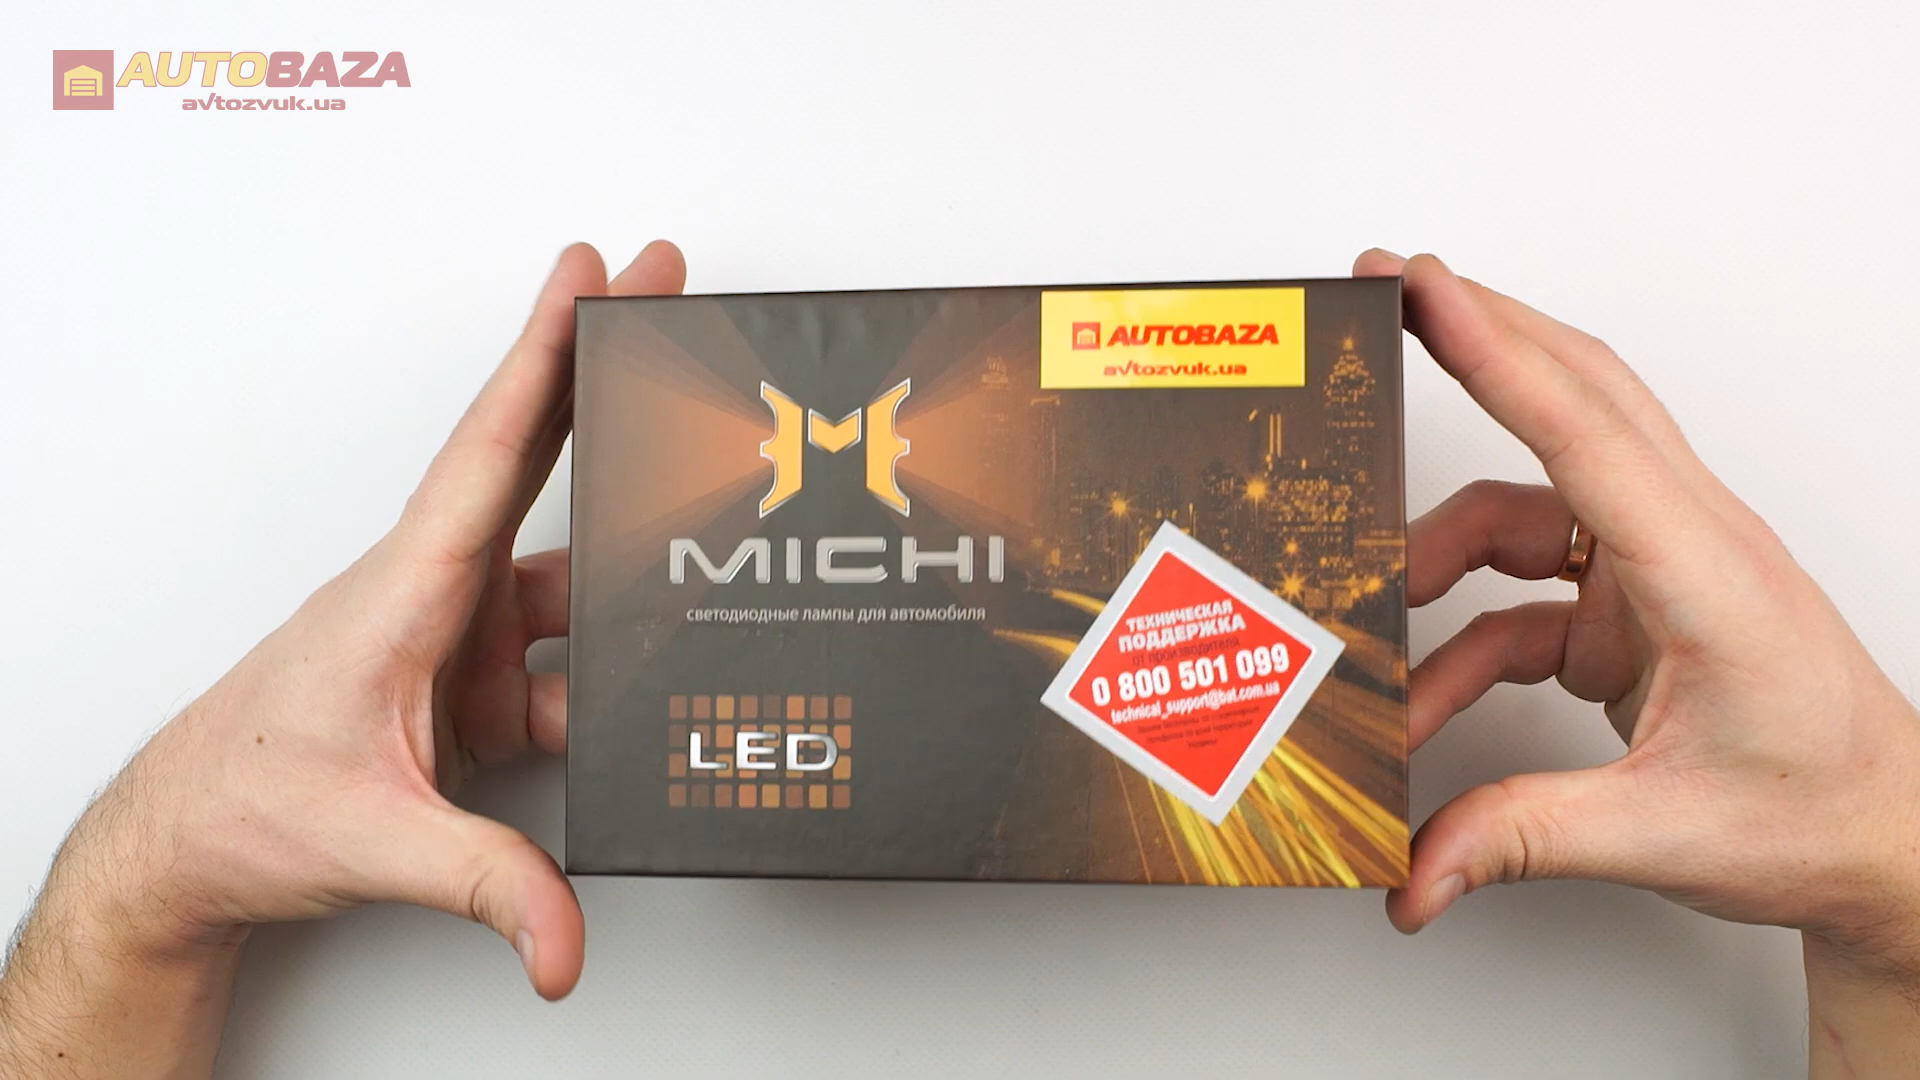 AUTOBAZA
avtozvuk.ua
AUTOBAZA
avtozvuk.ua
MICHI
светодиодные лампы для автомобиля
LED
ТЕХНИЧЕСКАЯ
ПОДДЕРЖКА
от производителя
0 800 501 099
technical_support@bat.com.ua